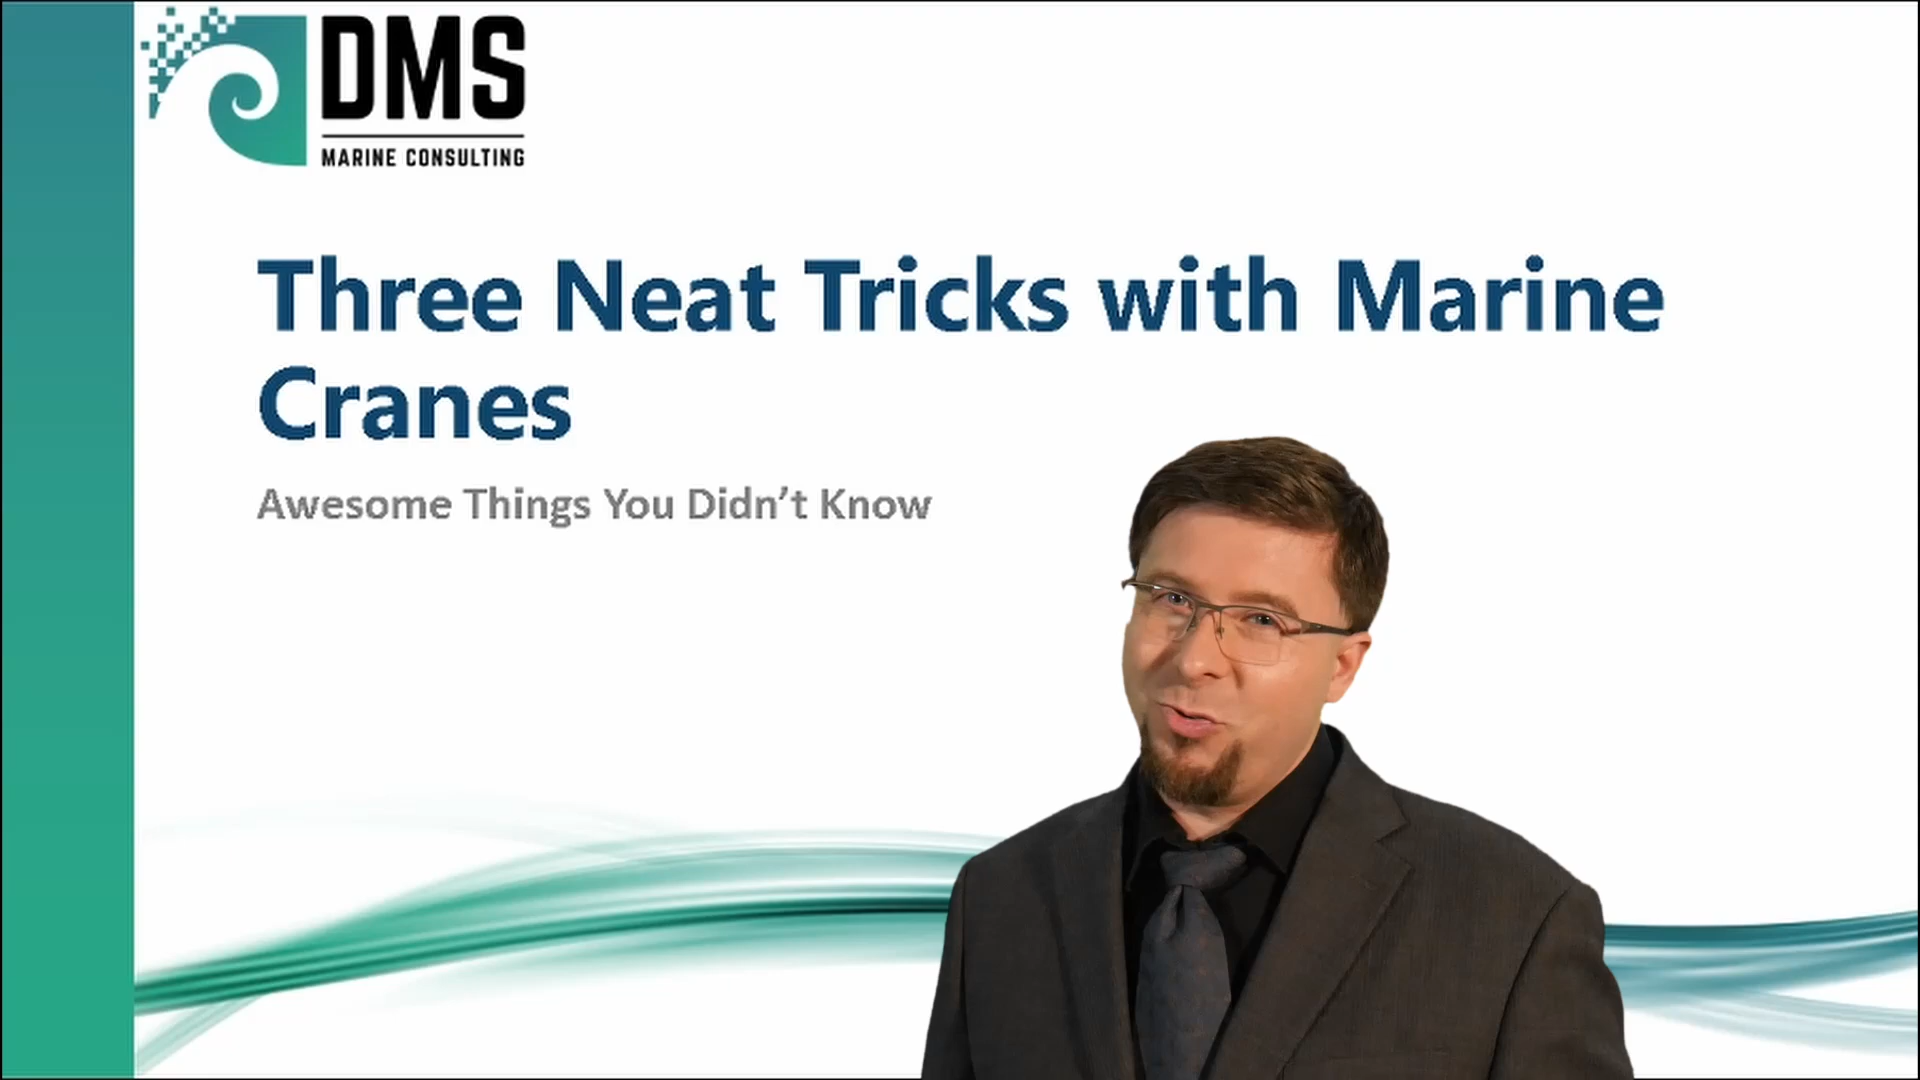 DMS
MARINE CONSULTING
Three Neat Tricks with Marine
Cranes
Awesome Things You Didn’t Know